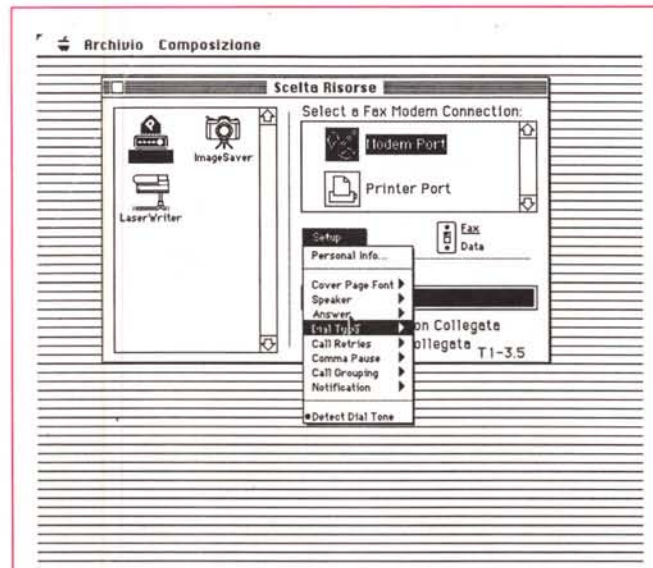 Archivio Composizione
Scelta Risorse
ImageSaver
LaserWriter
Select a Fax Modem Connection:
Modem Port
Printer Port
Setup
Fax
Data
Personal Info...
Cover Page Font
Speaker
Answer
Dial Type
Call Retries
Comma Pause
Call Grouping
Notification
Detect Dial Tone
on Collegata
ollegata T1-3.5